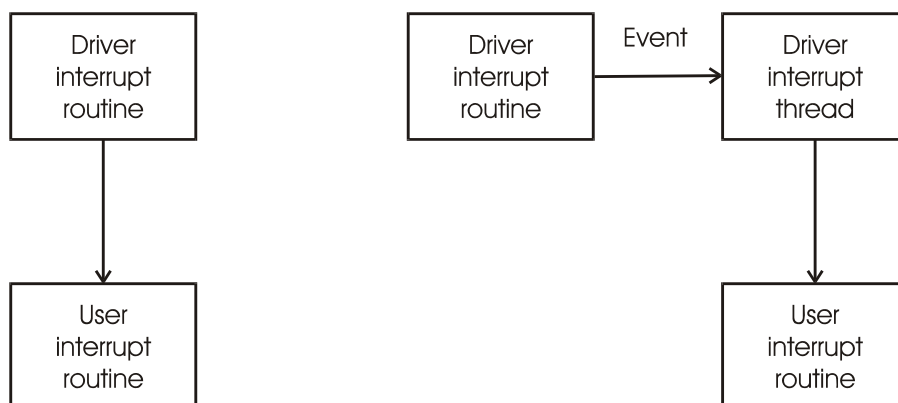 Driver
interrupt
routine
Driver
interrupt
routine
Event
Driver
interrupt
thread
User
interrupt
routine
User
interrupt
routine